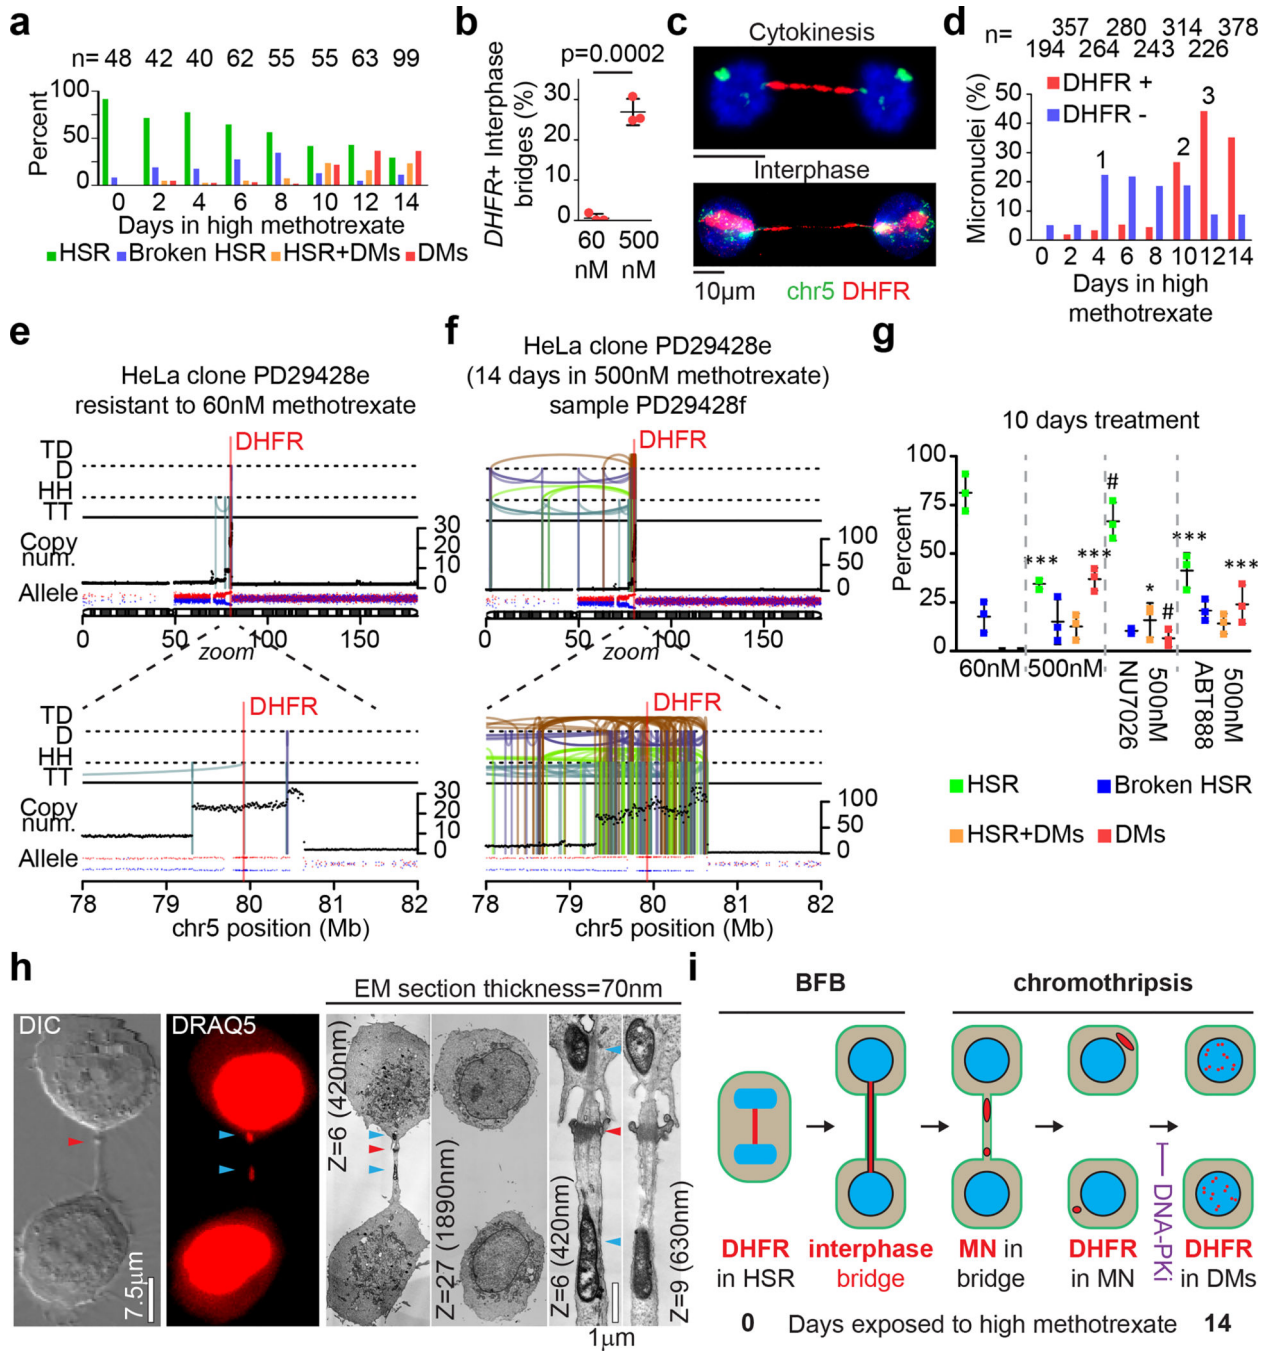 a
n= 48 42 40 62 55 55 63 99
100
50
0
Percent
0 2 4 6 8 10 12 14
Days in high methotrexate
HSR Broken HSR HSR+DMs DMs
b
p=0.0002
DHFR+ Interphase
bridges (%)
30
20
10
0
60 500
nM nM
c
Cytokinesis
Interphase
10µm chr5 DHFR
d
n= 357 280 314 378
194 264 243 226
DHFR +
DHFR -
Micronuclei (%)
50
40
30
20
10
0
1 2 3
0 2 4 6 8 10 12 14
Days in high
methotrexate
e
HeLa clone PD29428e
resistant to 60nM methotrexate
DHFR
TD
D
HH
TT
Copy
num.
30
20
10
0
Allele
0 50 100 150
zoom
DHFR
TD
D
HH
TT
Copy
num.
30
20
10
0
Allele
78 79 80 81 82
chr5 position (Mb)
f
HeLa clone PD29428e
(14 days in 500nM methotrexate)
sample PD29428f
DHFR
100
50
0
0 50 100 150
zoom
DHFR
100
50
0
78 79 80 81 82
chr5 position (Mb)
g
10 days treatment
Percent
100
75
50
25
0
*** *** # * # *** ***
60nM 500nM
NU7026
500nM
ABT888
500nM
HSR Broken HSR
HSR+DMs DMs
h
EM section thickness=70nm
DIC
DRAQ5
7.5µm
Z=6 (420nm)
Z=27 (1890nm)
Z=6 (420nm)
Z=9 (630nm)
1µm
i
BFB chromothripsis
DNA-PKi
DHFR
in HSR
interphase
bridge
MN in
bridge
DHFR
in MN
DHFR
in DMs
0 Days exposed to high methotrexate 14